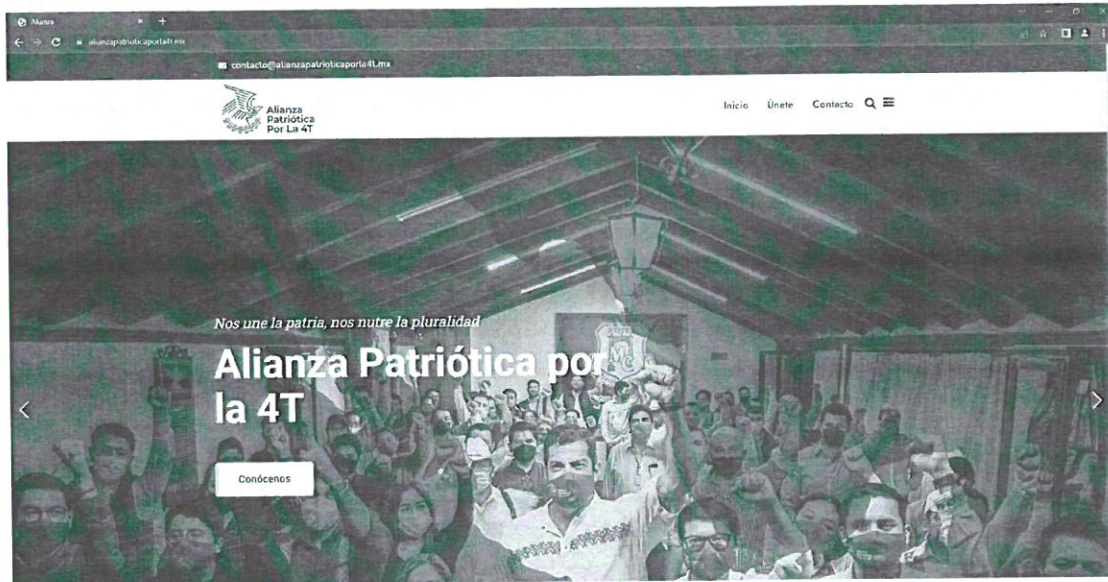 alianzapatrioticaporla4t.mx
contacto@alianzapatrioticaporla4t.mx
Alianza
Patriótica
Por La 4T
Inicio Únete Contacto
Nos une la patria, nos nutre la pluralidad
Alianza Patriótica por
la 4T
Conócenos